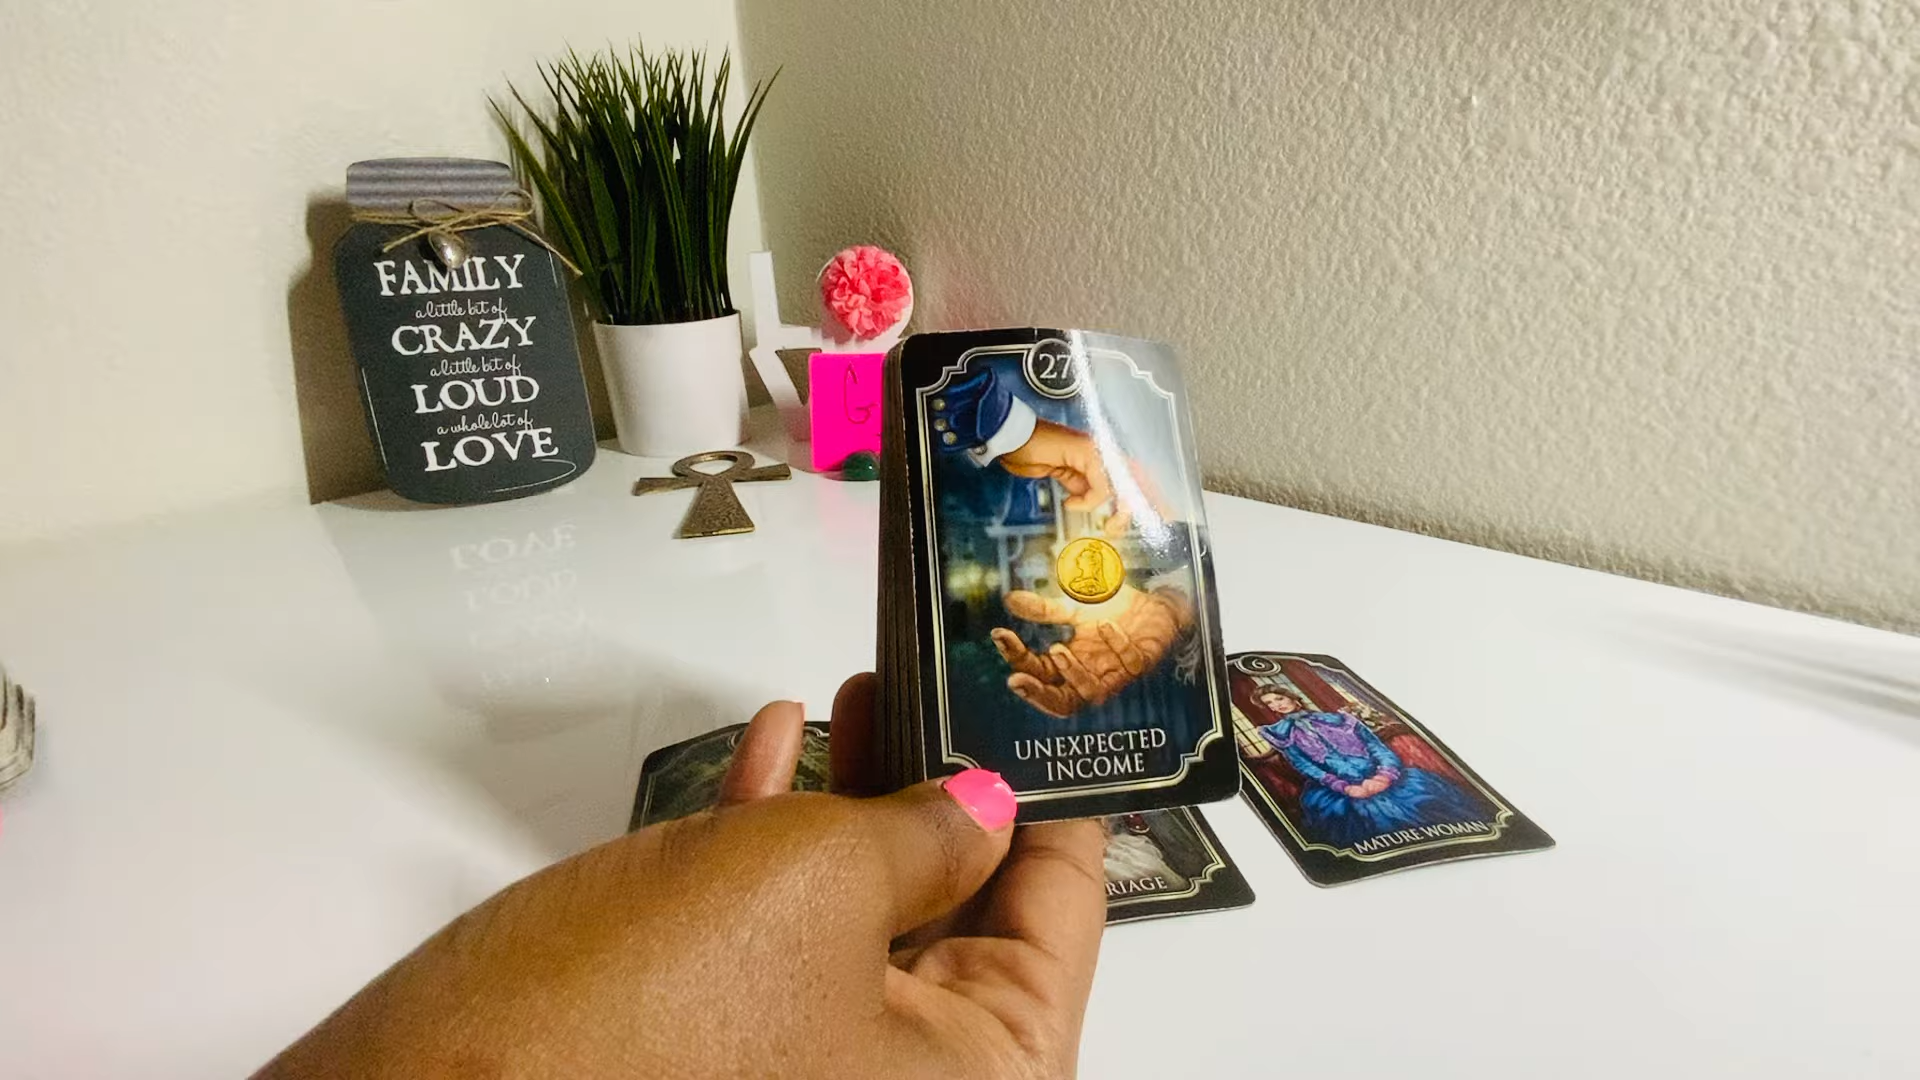 FAMILY
a little bit of
CRAZY
a little bit of
LOUD
a whole lot of
LOVE
G
27
UNEXPECTED
INCOME
6
MATURE WOMAN
RIAGE